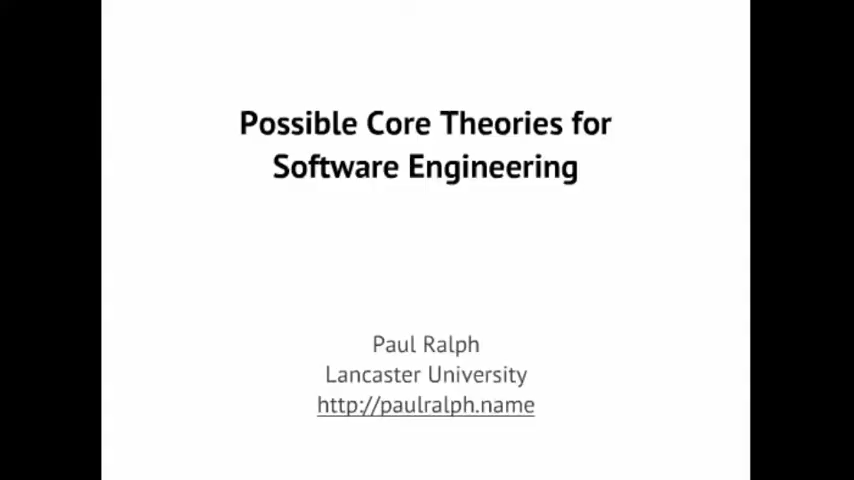 Possible Core Theories for
Software Engineering
Paul Ralph
Lancaster University
http://paulralph.name